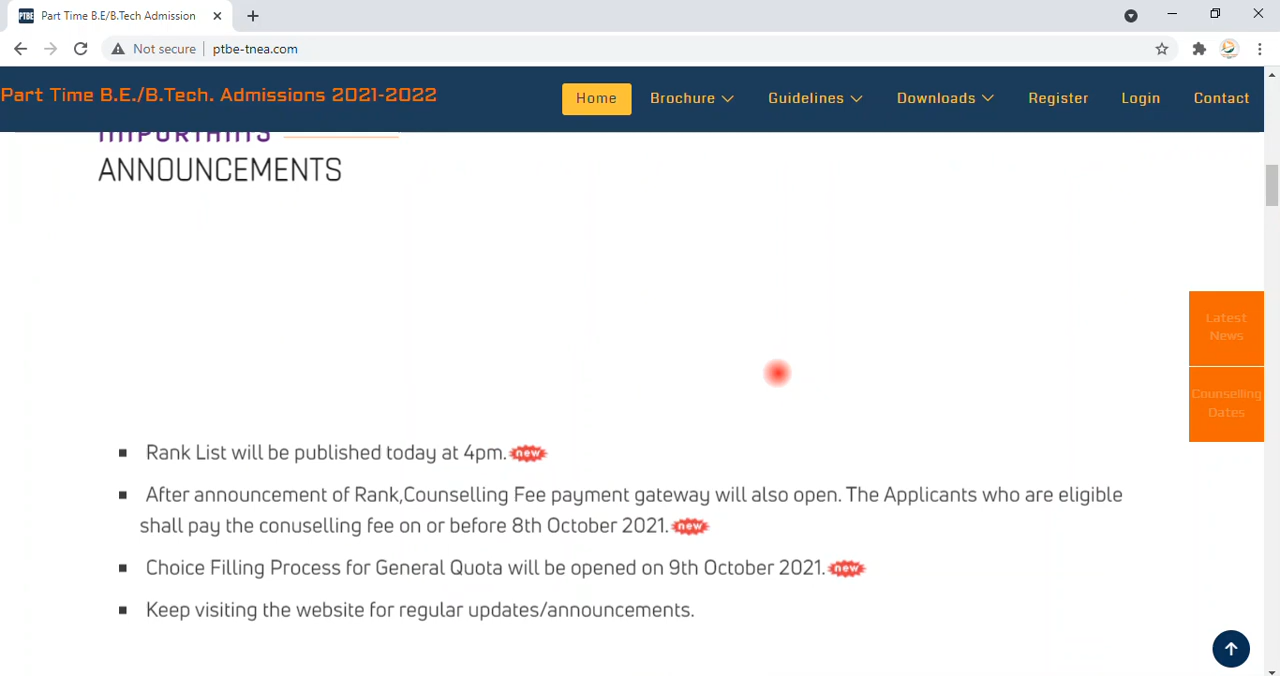 PTBE Part Time B.E/B.Tech Admission
Not secure ptbe-tnea.com
Part Time B.E./B.Tech. Admissions 2021-2022
Home Brochure Guidelines Downloads Register Login Contact
IMPORTANTS
ANNOUNCEMENTS
Latest
News
Counselling
Dates
Rank List will be published today at 4pm. new
After announcement of Rank,Counselling Fee payment gateway will also open. The Applicants who are eligible
shall pay the conuselling fee on or before 8th October 2021. new
Choice Filling Process for General Quota will be opened on 9th October 2021. new
Keep visiting the website for regular updates/announcements.